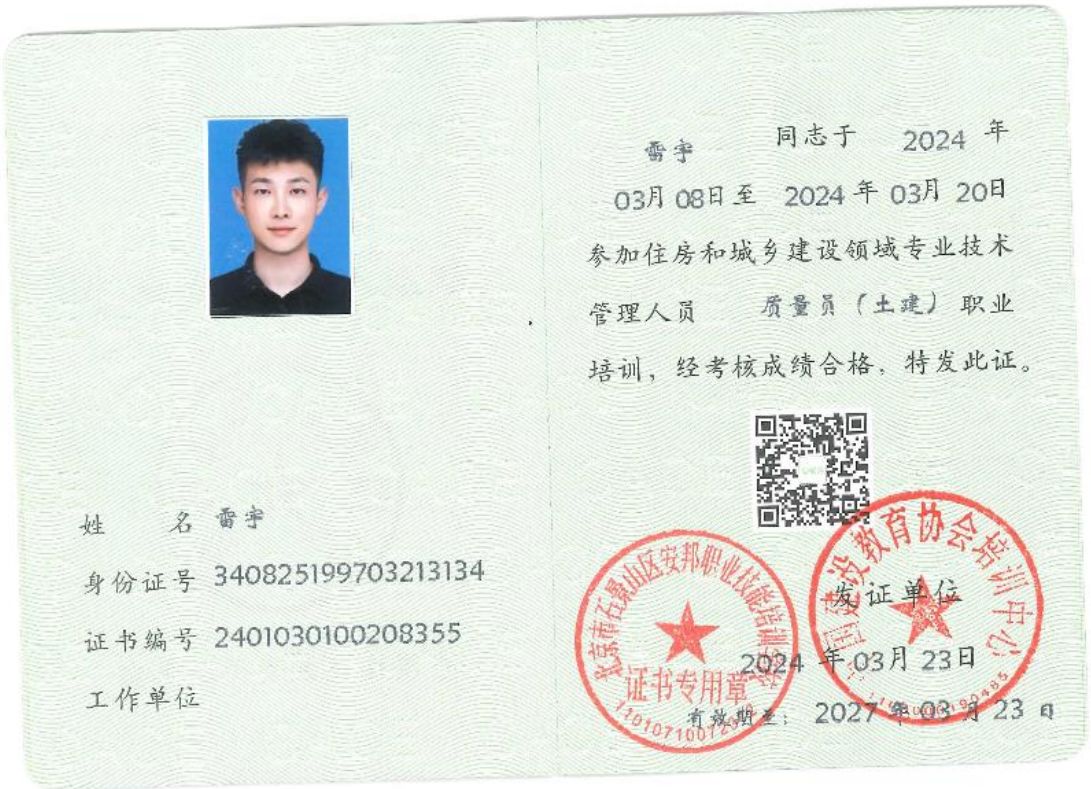 姓 名 雷宇
身份证号 340825199703213134
证书编号 2401030100208355
工作单位
雷宇 同志于 2024 年
03月 08日至 2024 年 03月 20日
参加住房和城乡建设领域专业技术
管理人员 质量员（土建）职业
培训，经考核成绩合格，特发此证。
北京市石景山区安邦职业技能培训学校
证书专用章
中国建设教育协会培训中心
发证单位
2024 年 03月 23日
有效期至： 2027 年 03 月 23 日